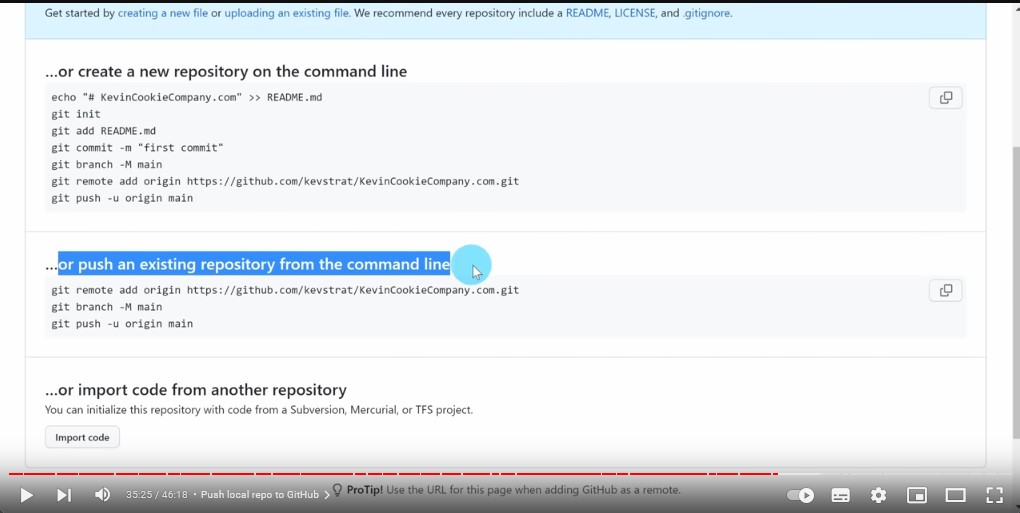 Get started by creating a new file or uploading an existing file. We recommend every repository include a README, LICENSE, and .gitignore.
...or create a new repository on the command line
echo "# KevinCookieCompany.com" >> README.md
git init
git add README.md
git commit -m "first commit"
git branch -M main
git remote add origin https://github.com/kevstrat/KevinCookieCompany.com.git
git push -u origin main
...or push an existing repository from the command line
git remote add origin https://github.com/kevstrat/KevinCookieCompany.com.git
git branch -M main
git push -u origin main
...or import code from another repository
You can initialize this repository with code from a Subversion, Mercurial, or TFS project.
Import code
ProTip! Use the URL for this page when adding GitHub as a remote.
35:25 / 46:18 • Push local repo to GitHub >